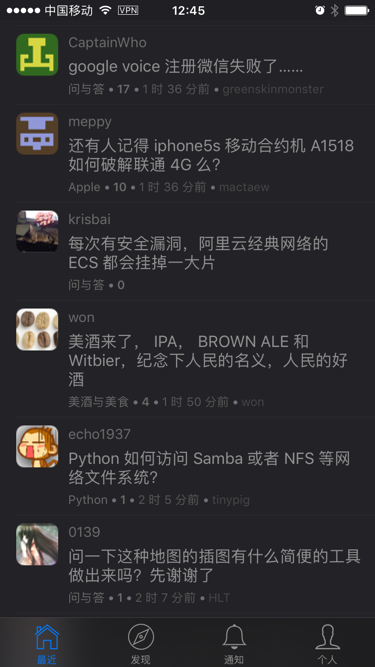 中国移动 VPN 12:45
CaptainWho
google voice 注册微信失败了......
问与答 • 17 • 1 时 36 分前 • greenskinmonster
meppy
还有人记得 iphone5s 移动合约机 A1518
如何破解联通 4G 么?
Apple • 10 • 1 时 36 分前 • mactaew
krisbai
每次有安全漏洞，阿里云经典网络的
ECS 都会挂掉一大片
问与答 • 0
won
美酒来了， IPA， BROWN ALE 和
Witbier，纪念下人民的名义，人民的好
酒
美酒与美食 • 4 • 1 时 50 分前 • won
echo1937
Python 如何访问 Samba 或者 NFS 等网
络文件系统?
Python • 1 • 2 时 5 分前 • tinypig
0139
问一下这种地图的插图有什么简便的工具
做出来吗？先谢谢了
问与答 • 1 • 2 时 7 分前 • HLT
最近 发现 通知 个人